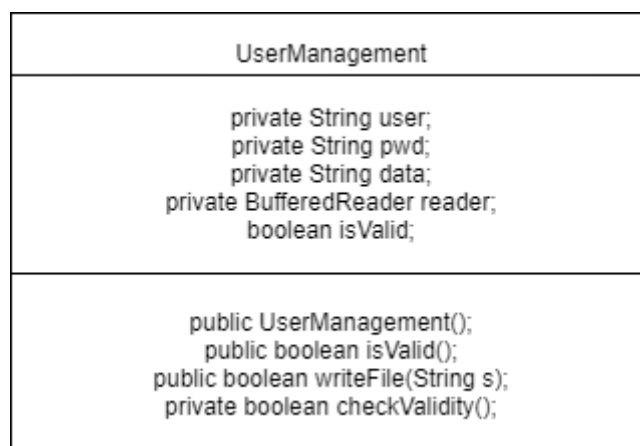 UserManagement
private String user;
private String pwd;
private String data;
private BufferedReader reader;
boolean isValid;
public UserManagement();
public boolean isValid();
public boolean writeFile(String s);
private boolean checkValidity();